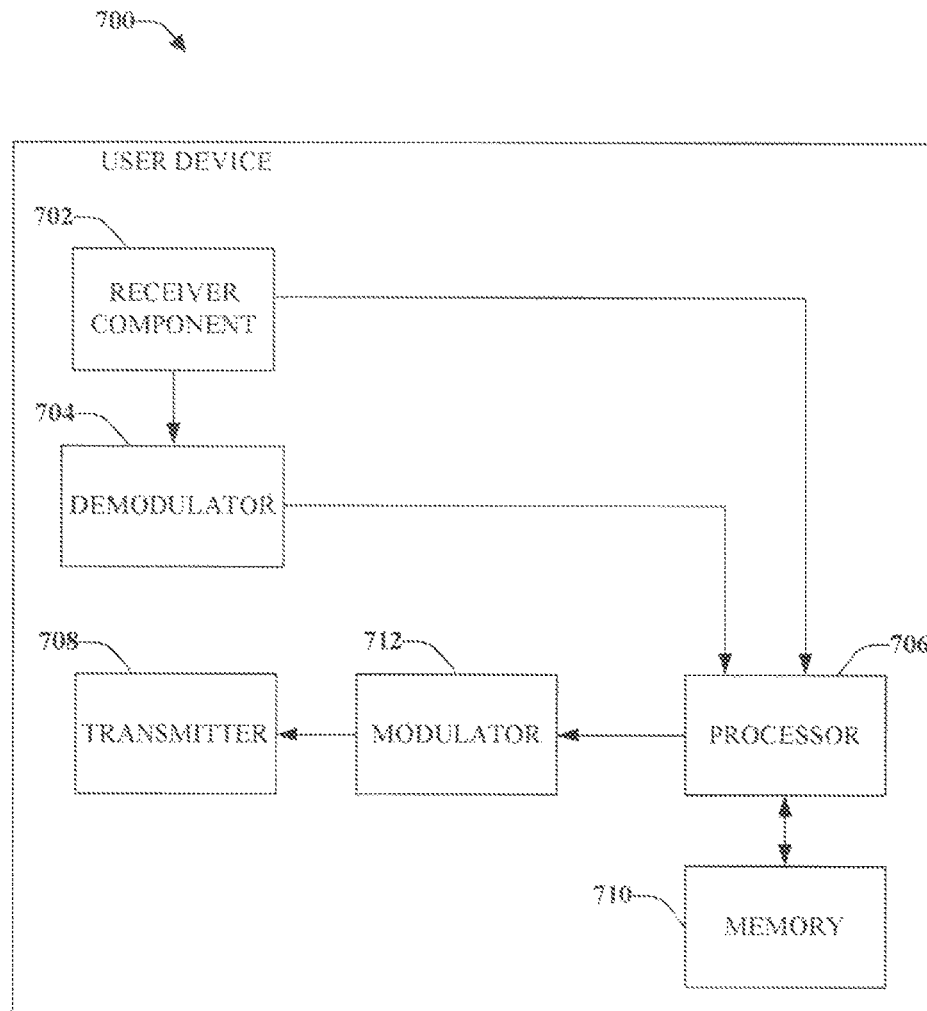 700
USER DEVICE
702
RECEIVER
COMPONENT
704
DEMODULATOR
708
712
706
TRANSMITTER
MODULATOR
PROCESSOR
710
MEMORY